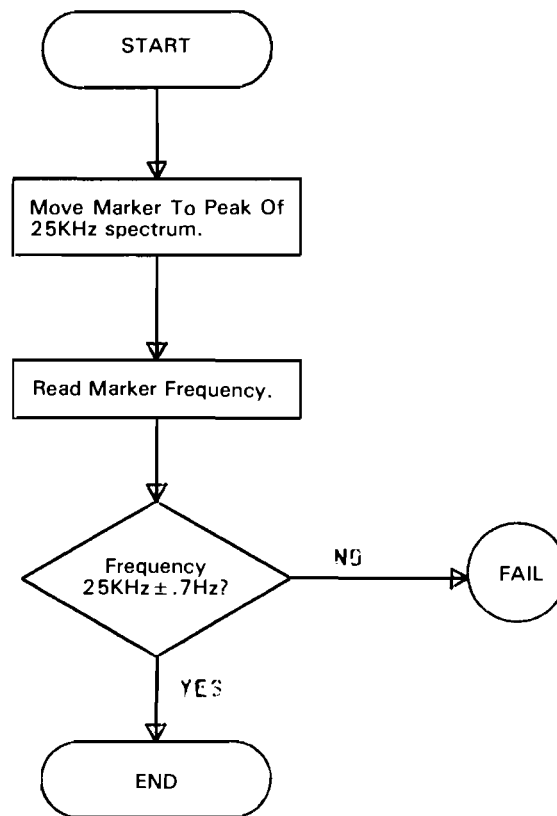 START
Move Marker To Peak Of
25KHz spectrum.
Read Marker Frequency.
Frequency
25KHz ± .7Hz?
NO
FAIL
YES
END